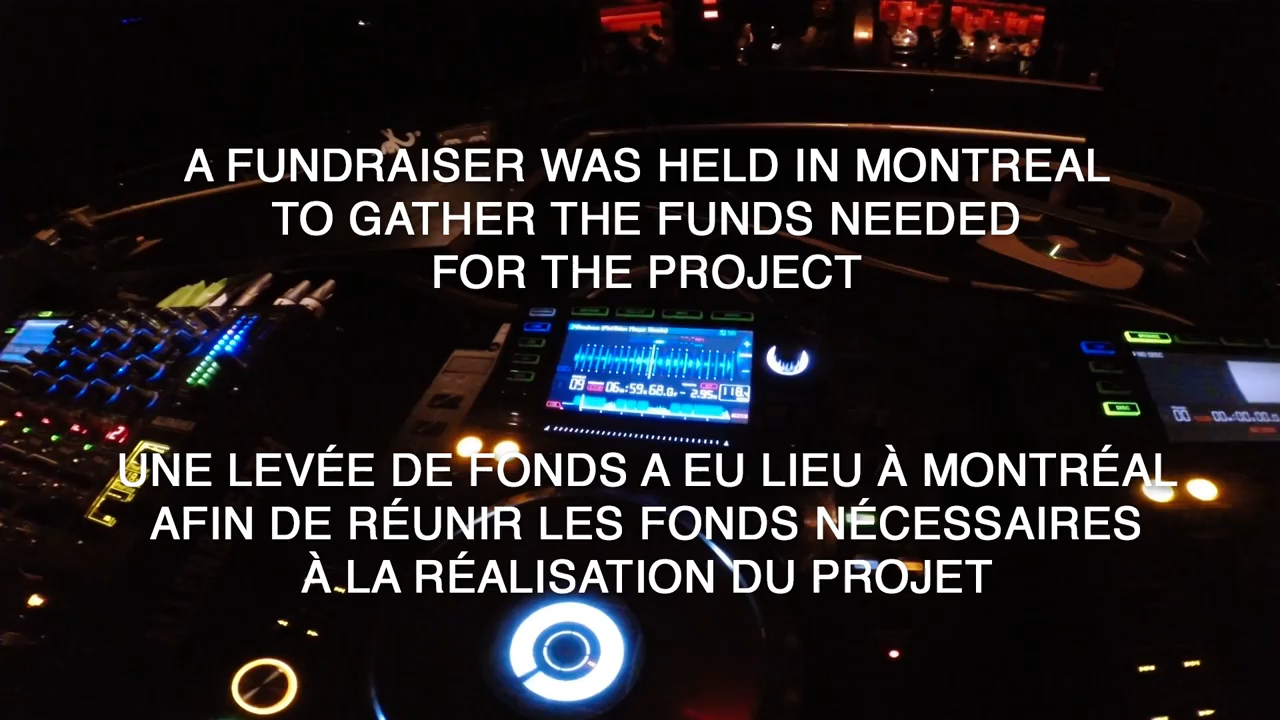 A FUNDRAISER WAS HELD IN MONTREAL
TO GATHER THE FUNDS NEEDED
FOR THE PROJECT
UNE LEVÉE DE FONDS A EU LIEU À MONTRÉAL
AFIN DE RÉUNIR LES FONDS NÉCESSAIRES
À LA RÉALISATION DU PROJET